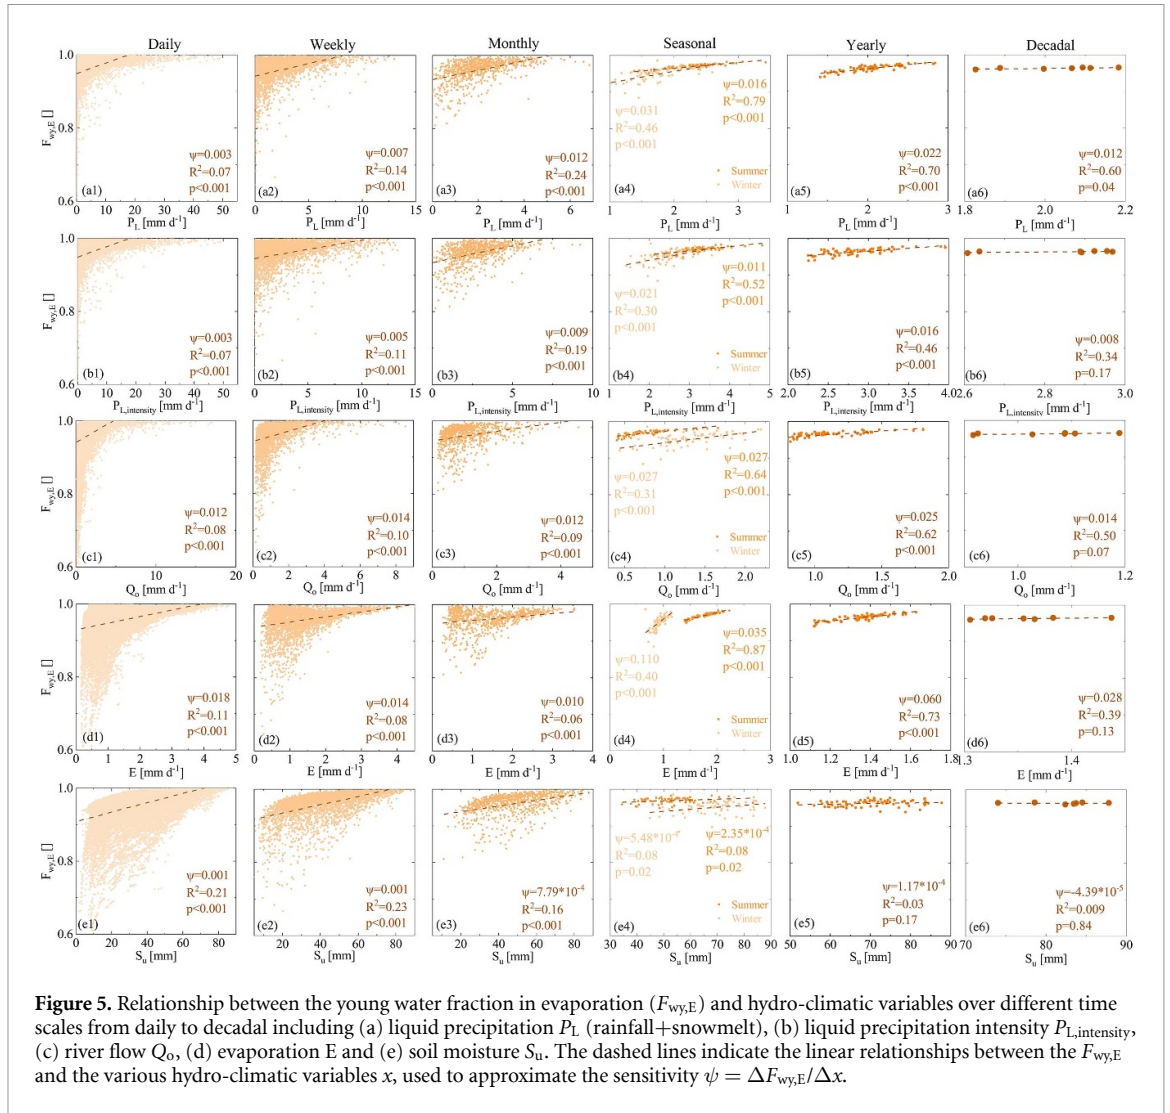 Daily Weekly Monthly Seasonal Yearly Decadal
1.0
0.8
0.6
F_wy,E []
ψ=0.003
R²=0.07
p<0.001
(a1)
0 10 20 30 40 50
P_L [mm d⁻¹]
ψ=0.007
R²=0.14
p<0.001
(a2)
0 5 10 15
P_L [mm d⁻¹]
ψ=0.012
R²=0.24
p<0.001
(a3)
0 2 4 6
P_L [mm d⁻¹]
ψ=0.016
R²=0.79
p<0.001
ψ=0.031
R²=0.46
p<0.001
Summer
Winter
(a4)
1 2 3
P_L [mm d⁻¹]
ψ=0.022
R²=0.70
p<0.001
(a5)
1 2 3
P_L [mm d⁻¹]
ψ=0.012
R²=0.60
p=0.04
(a6)
1.8 2.0 2.2
P_L [mm d⁻¹]
1.0
0.8
0.6
F_wy,E []
ψ=0.003
R²=0.07
p<0.001
(b1)
0 10 20 30 40 50
P_L,intensity [mm d⁻¹]
ψ=0.005
R²=0.11
p<0.001
(b2)
0 5 10 15
P_L,intensity [mm d⁻¹]
ψ=0.009
R²=0.19
p<0.001
(b3)
0 5 10
P_L,intensity [mm d⁻¹]
ψ=0.011
R²=0.52
p<0.001
ψ=0.021
R²=0.30
p<0.001
Summer
Winter
(b4)
1 2 3 4 5
P_L,intensity [mm d⁻¹]
ψ=0.016
R²=0.46
p<0.001
(b5)
2.0 2.5 3.0 3.5 4.0
P_L,intensity [mm d⁻¹]
ψ=0.008
R²=0.34
p=0.17
(b6)
2.6 2.8 3.0
P_L,intensity [mm d⁻¹]
1.0
0.8
0.6
F_wy,E []
ψ=0.012
R²=0.08
p<0.001
(c1)
0 10 20
Q_o [mm d⁻¹]
ψ=0.014
R²=0.10
p<0.001
(c2)
0 2 4 6 8
Q_o [mm d⁻¹]
ψ=0.012
R²=0.09
p<0.001
(c3)
0 2 4
Q_o [mm d⁻¹]
ψ=0.027
R²=0.64
p<0.001
ψ=0.027
R²=0.31
p<0.001
Summer
Winter
(c4)
0.5 1.0 1.5 2.0
Q_o [mm d⁻¹]
ψ=0.025
R²=0.62
p<0.001
(c5)
1.0 1.5 2.0
Q_o [mm d⁻¹]
ψ=0.014
R²=0.50
p=0.07
(c6)
1.0 1.1 1.2
Q_o [mm d⁻¹]
1.0
0.8
0.6
F_wy,E []
ψ=0.018
R²=0.11
p<0.001
(d1)
0 1 2 3 4 5
E [mm d⁻¹]
ψ=0.014
R²=0.08
p<0.001
(d2)
0 1 2 3 4
E [mm d⁻¹]
ψ=0.010
R²=0.06
p<0.001
(d3)
0 1 2 3 4
E [mm d⁻¹]
ψ=0.035
R²=0.87
p<0.001
ψ=0.110
R²=0.40
p<0.001
Summer
Winter
(d4)
0 1 2 3
E [mm d⁻¹]
ψ=0.060
R²=0.73
p<0.001
(d5)
1.0 1.2 1.4 1.6 1.8
E [mm d⁻¹]
ψ=0.028
R²=0.39
p=0.13
(d6)
1.3 1.4
E [mm d⁻¹]
1.0
0.8
0.6
F_wy,E []
ψ=0.001
R²=0.21
p<0.001
(e1)
0 20 40 60 80
S_u [mm]
ψ=0.001
R²=0.23
p<0.001
(e2)
20 40 60 80
S_u [mm]
ψ=7.79*10⁻⁴
R²=0.16
p<0.001
(e3)
20 40 60 80
S_u [mm]
ψ=5.48*10⁻⁴
R²=0.08
p=0.02
ψ=2.35*10⁻⁴
R²=0.08
p=0.02
Summer
Winter
(e4)
30 40 50 60 70 80 90
S_u [mm]
ψ=1.17*10⁻⁴
R²=0.03
p=0.17
(e5)
50 60 70 80 90
S_u [mm]
ψ=-4.39*10⁻⁵
R²=0.009
p=0.84
(e6)
70 80 90
S_u [mm]
Figure 5. Relationship between the young water fraction in evaporation (F_wy,E) and hydro-climatic variables over different time
scales from daily to decadal including (a) liquid precipitation P_L (rainfall+snowmelt), (b) liquid precipitation intensity P_L,intensity,
(c) river flow Q_o, (d) evaporation E and (e) soil moisture S_u. The dashed lines indicate the linear relationships between the F_wy,E
and the various hydro-climatic variables x, used to approximate the sensitivity ψ = ΔF_wy,E/Δx.